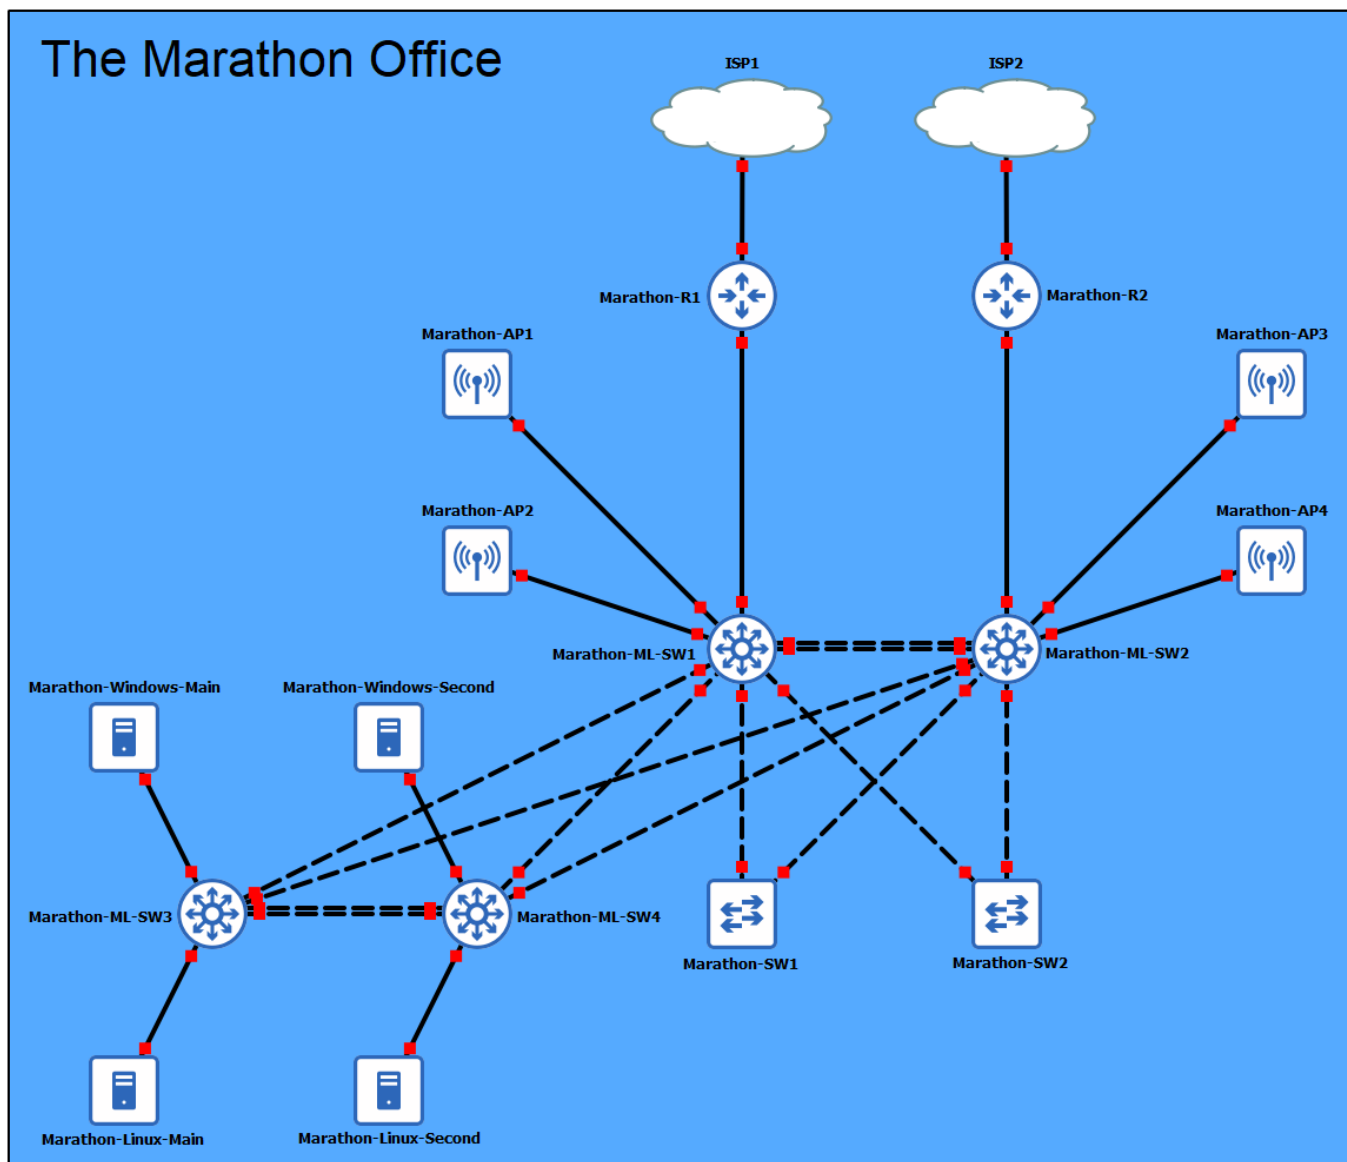 The Marathon Office
ISP1
ISP2
Marathon-R1
Marathon-R2
Marathon-AP1
Marathon-AP3
Marathon-AP2
Marathon-AP4
Marathon-ML-SW1
Marathon-ML-SW2
Marathon-Windows-Main
Marathon-Windows-Second
Marathon-ML-SW3
Marathon-ML-SW4
Marathon-SW1
Marathon-SW2
Marathon-Linux-Main
Marathon-Linux-Second